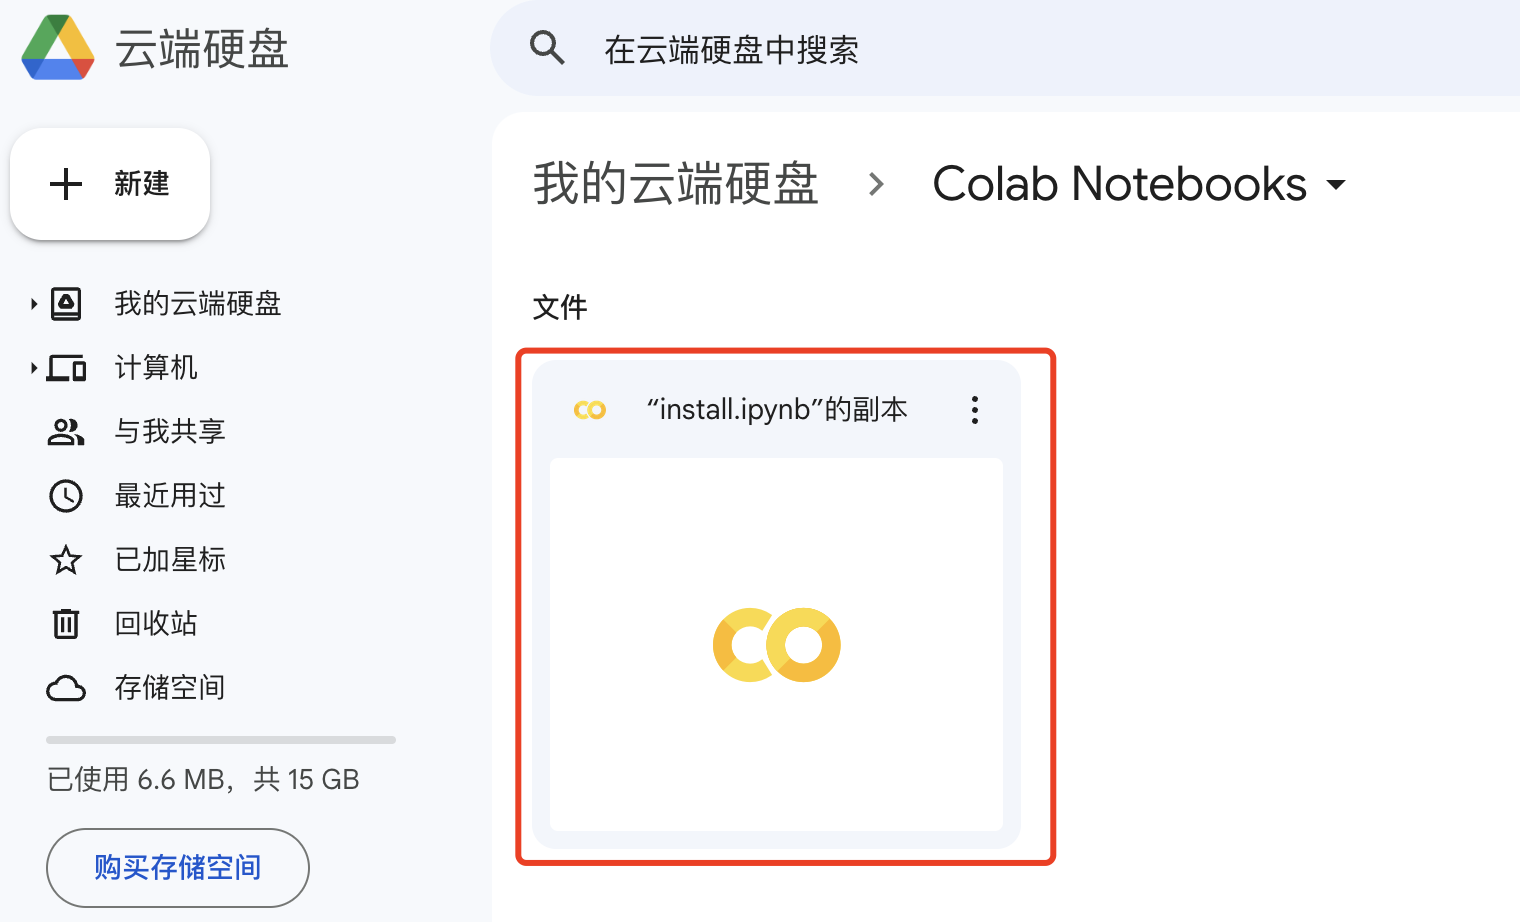 云端硬盘
在云端硬盘中搜索
新建
我的云端硬盘
计算机
与我共享
最近用过
已加星标
回收站
存储空间
已使用 6.6 MB，共 15 GB
购买存储空间
我的云端硬盘 > Colab Notebooks
文件
“install.ipynb”的副本